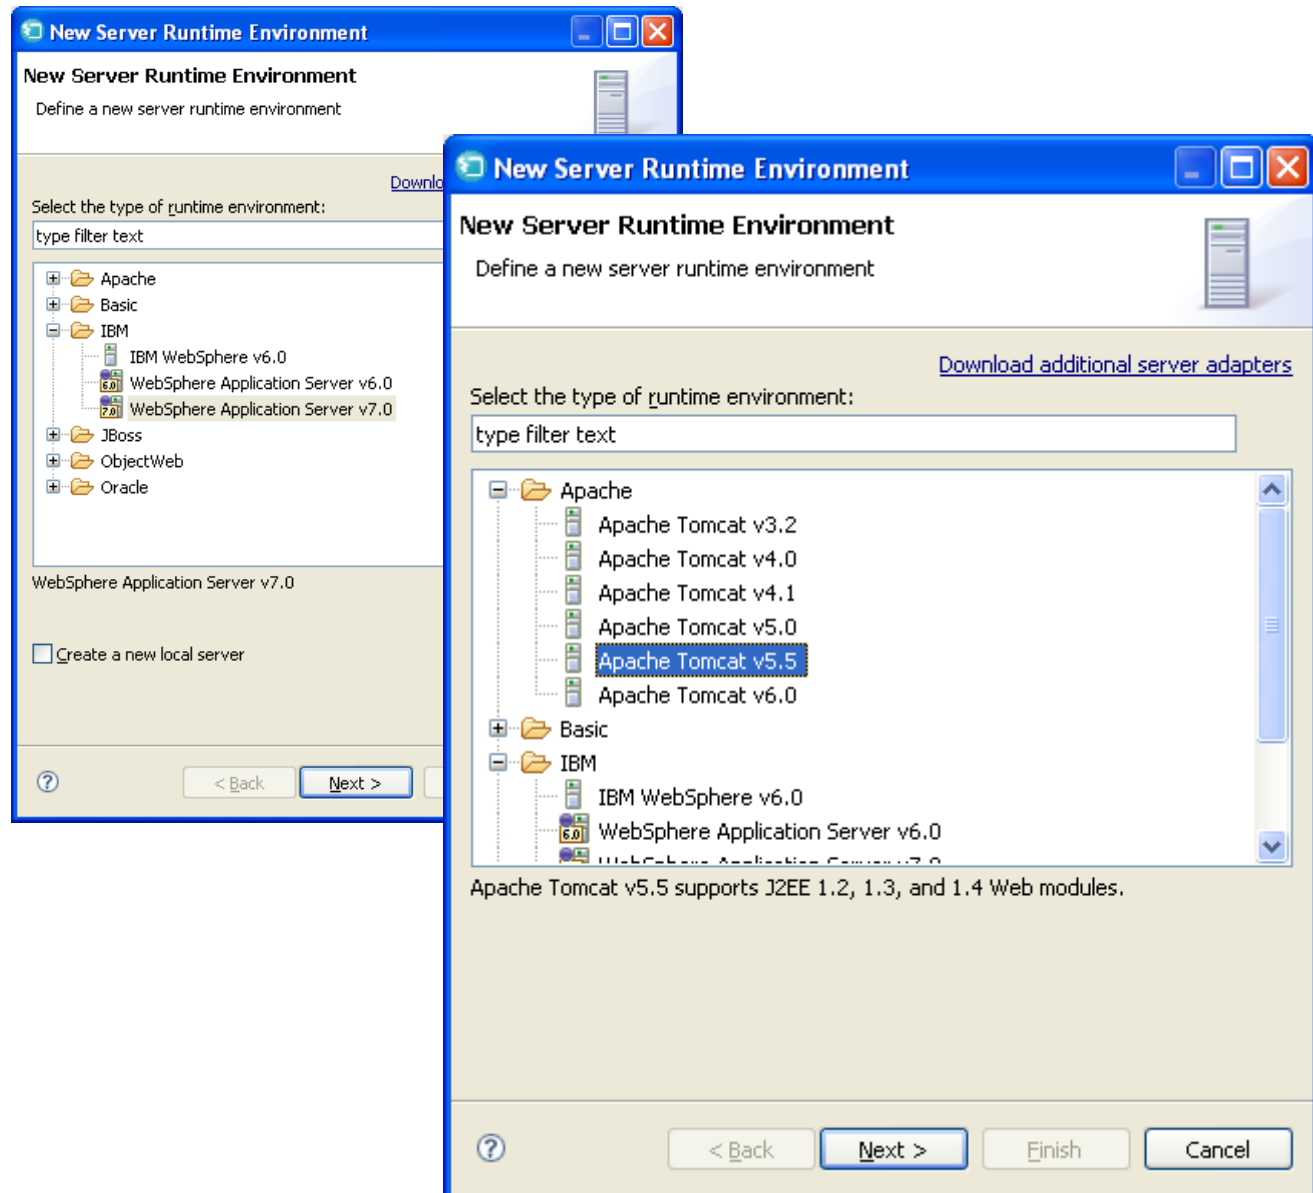 New Server Runtime Environment
New Server Runtime Environment
Define a new server runtime environment
Select the type of runtime environment:
type filter text
Apache
Basic
IBM
IBM WebSphere v6.0
6.0 WebSphere Application Server v6.0
7.0 WebSphere Application Server v7.0
JBoss
ObjectWeb
Oracle
WebSphere Application Server v7.0
Create a new local server
? < Back Next >
New Server Runtime Environment
New Server Runtime Environment
Define a new server runtime environment
Download additional server adapters
Select the type of runtime environment:
type filter text
Apache
Apache Tomcat v3.2
Apache Tomcat v4.0
Apache Tomcat v4.1
Apache Tomcat v5.0
Apache Tomcat v5.5
Apache Tomcat v6.0
Basic
IBM
IBM WebSphere v6.0
6.0 WebSphere Application Server v6.0
Apache Tomcat v5.5 supports J2EE 1.2, 1.3, and 1.4 Web modules.
? < Back Next > Finish Cancel